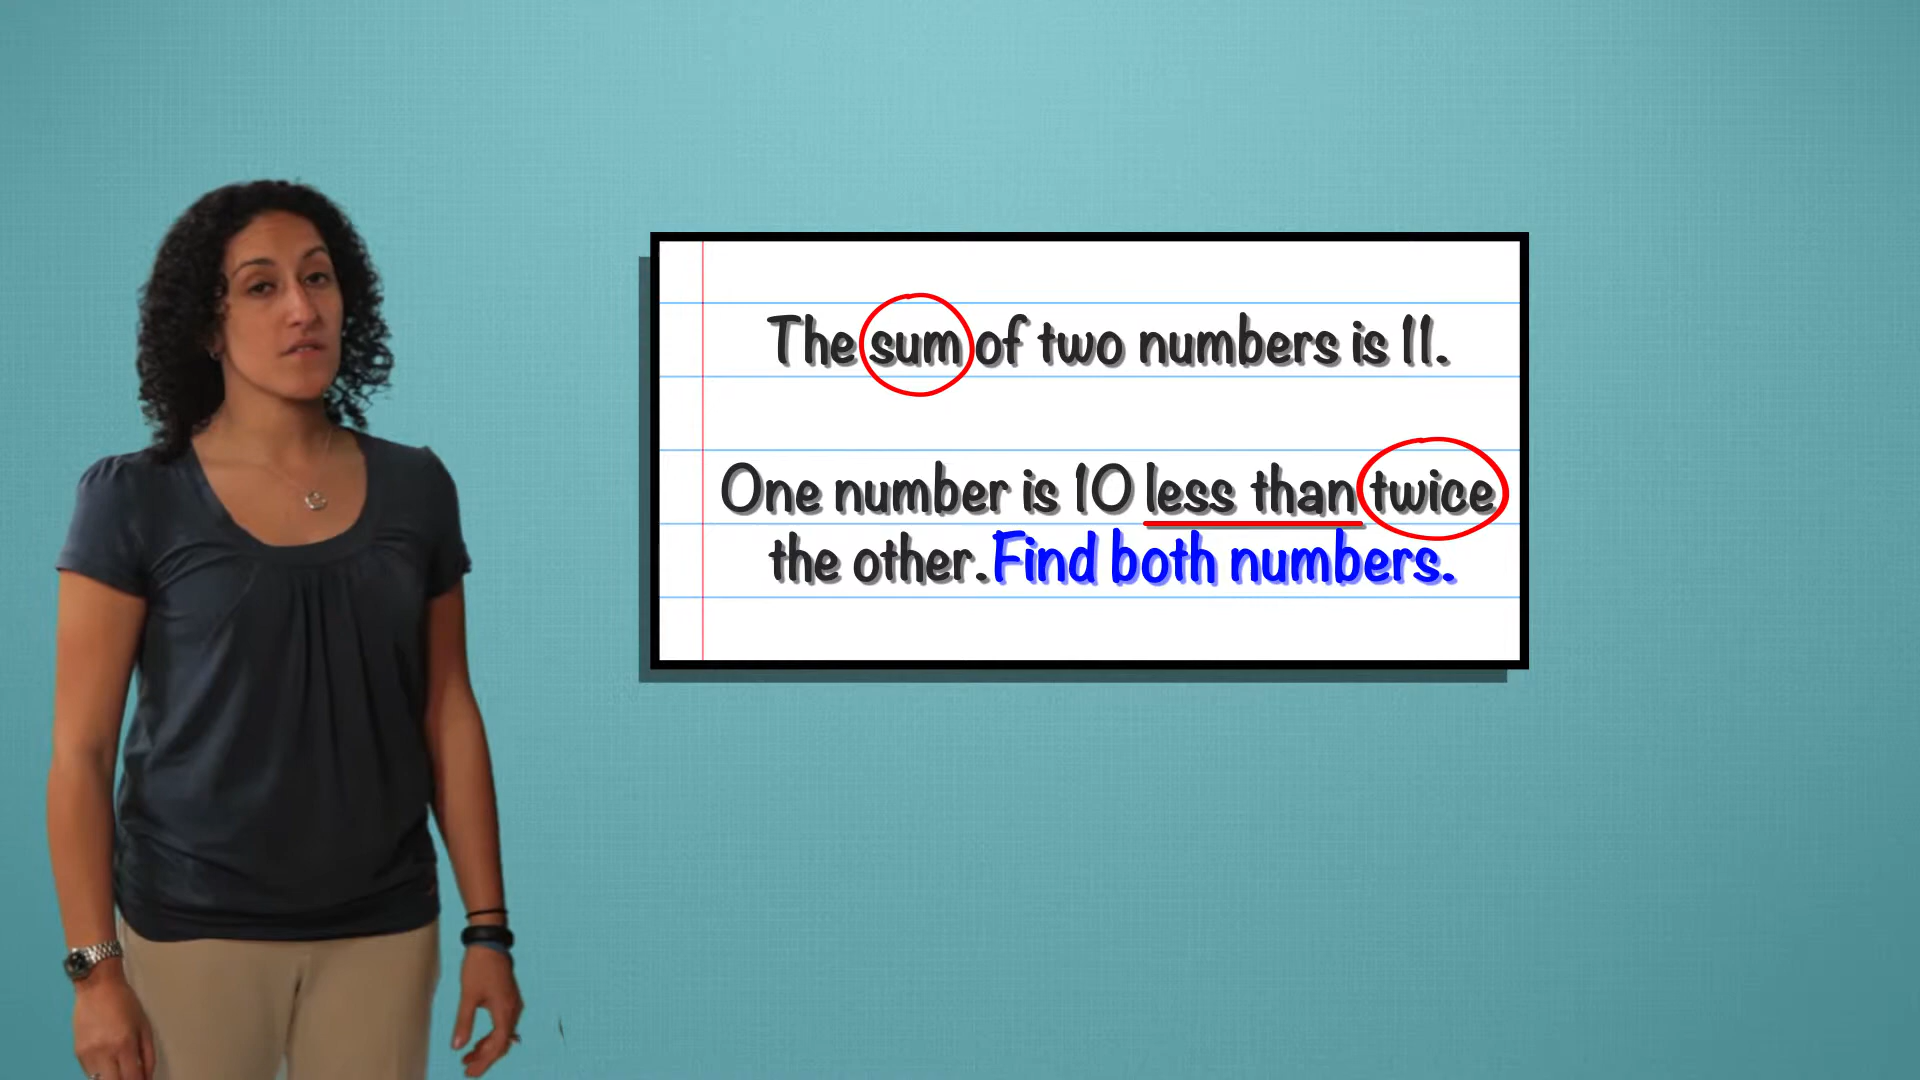 The sum of two numbers is 11.
One number is 10 less than twice
the other. Find both numbers.